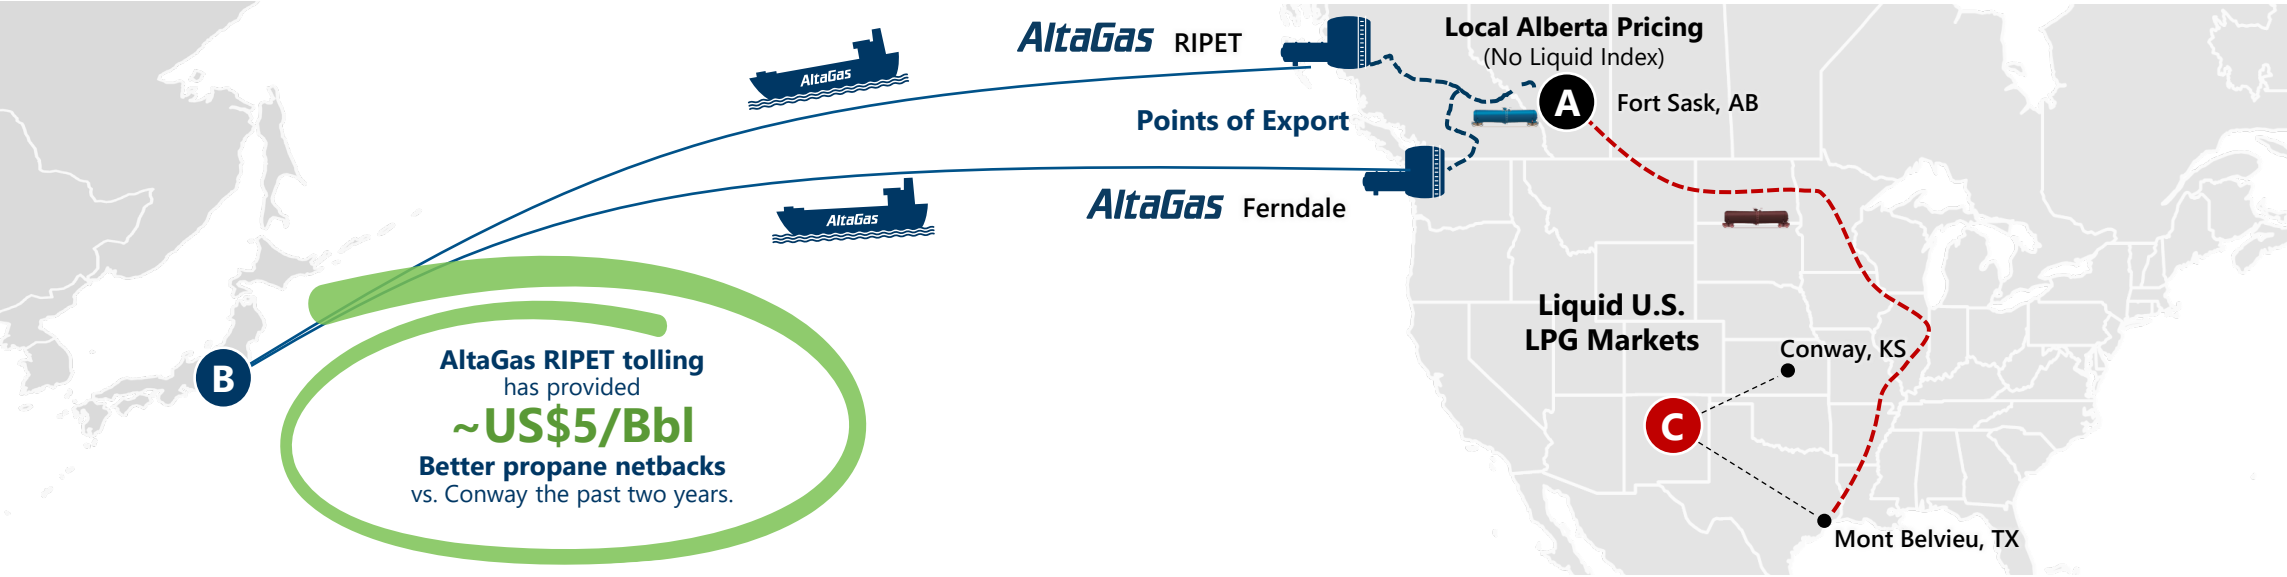 AltaGas RIPET
Local Alberta Pricing
(No Liquid Index)
AltaGas
A
Fort Sask, AB
Points of Export
AltaGas
AltaGas Ferndale
Liquid U.S.
LPG Markets
Conway, KS
B
AltaGas RIPET tolling
has provided
~US$5/Bbl
Better propane netbacks
vs. Conway the past two years.
C
Mont Belvieu, TX